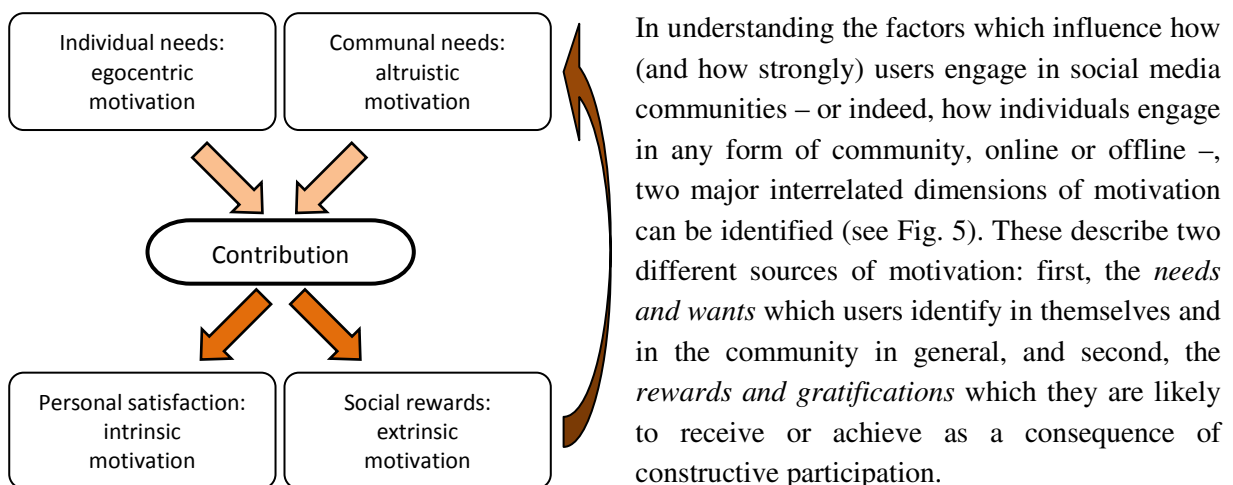 Individual needs:
egocentric
motivation
Communal needs:
altruistic
motivation
Contribution
Personal satisfaction:
intrinsic
motivation
Social rewards:
extrinsic
motivation
In understanding the factors which influence how
(and how strongly) users engage in social media
communities – or indeed, how individuals engage
in any form of community, online or offline –,
two major interrelated dimensions of motivation
can be identified (see Fig. 5). These describe two
different sources of motivation: first, the needs
and wants which users identify in themselves and
in the community in general, and second, the
rewards and gratifications which they are likely
to receive or achieve as a consequence of
constructive participation.